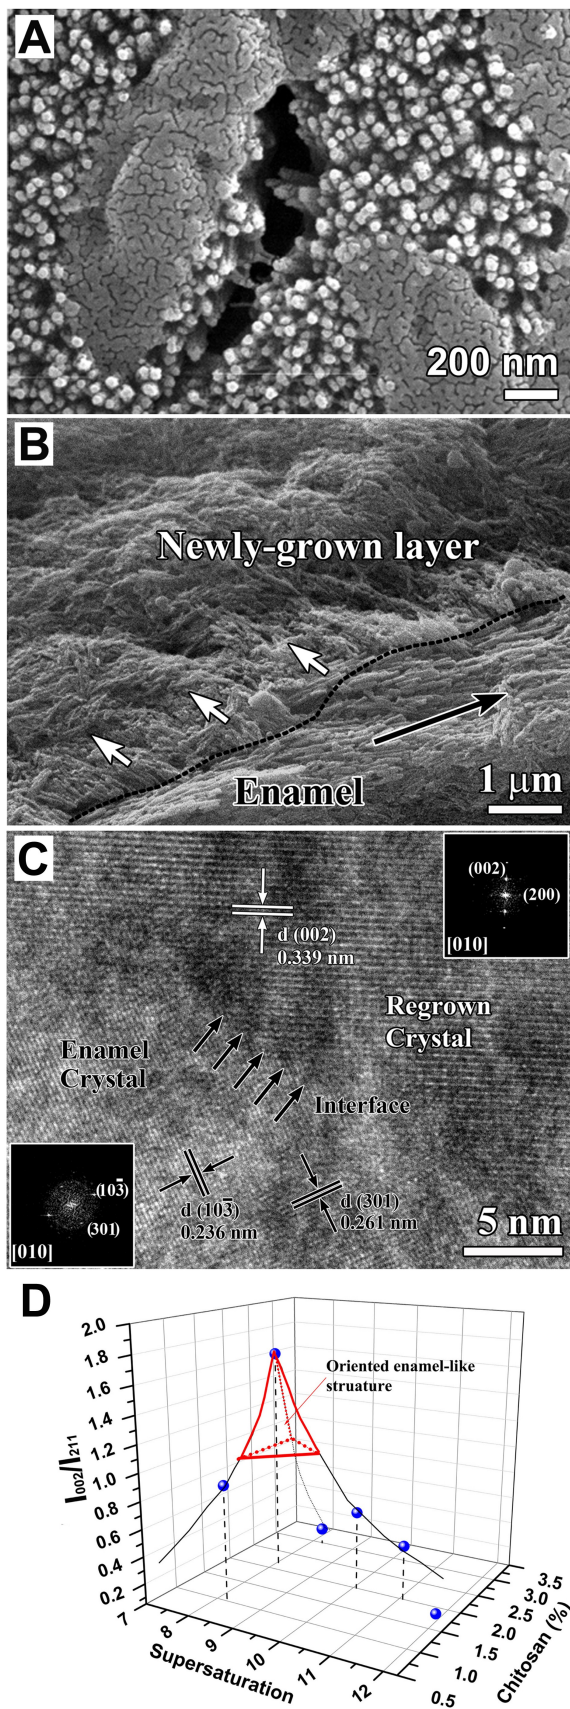 A
200 nm
B
Newly-grown layer
Enamel
1 μm
C
(002)
(200)
[010]
d (002)
0.339 nm
Regrown
Crystal
Enamel
Crystal
Interface
(103̄)
(301)
[010]
d (103̄)
0.236 nm
d (301)
0.261 nm
5 nm
D
2.0
1.8
1.6
1.4
1.2
1.0
0.8
0.6
0.4
0.2
I002/I211
Oriented enamel-like
struature
7
8
9
10
11
12
Supersaturation
3.5
3.0
2.5
2.0
1.5
1.0
0.5
Chitosan (%)